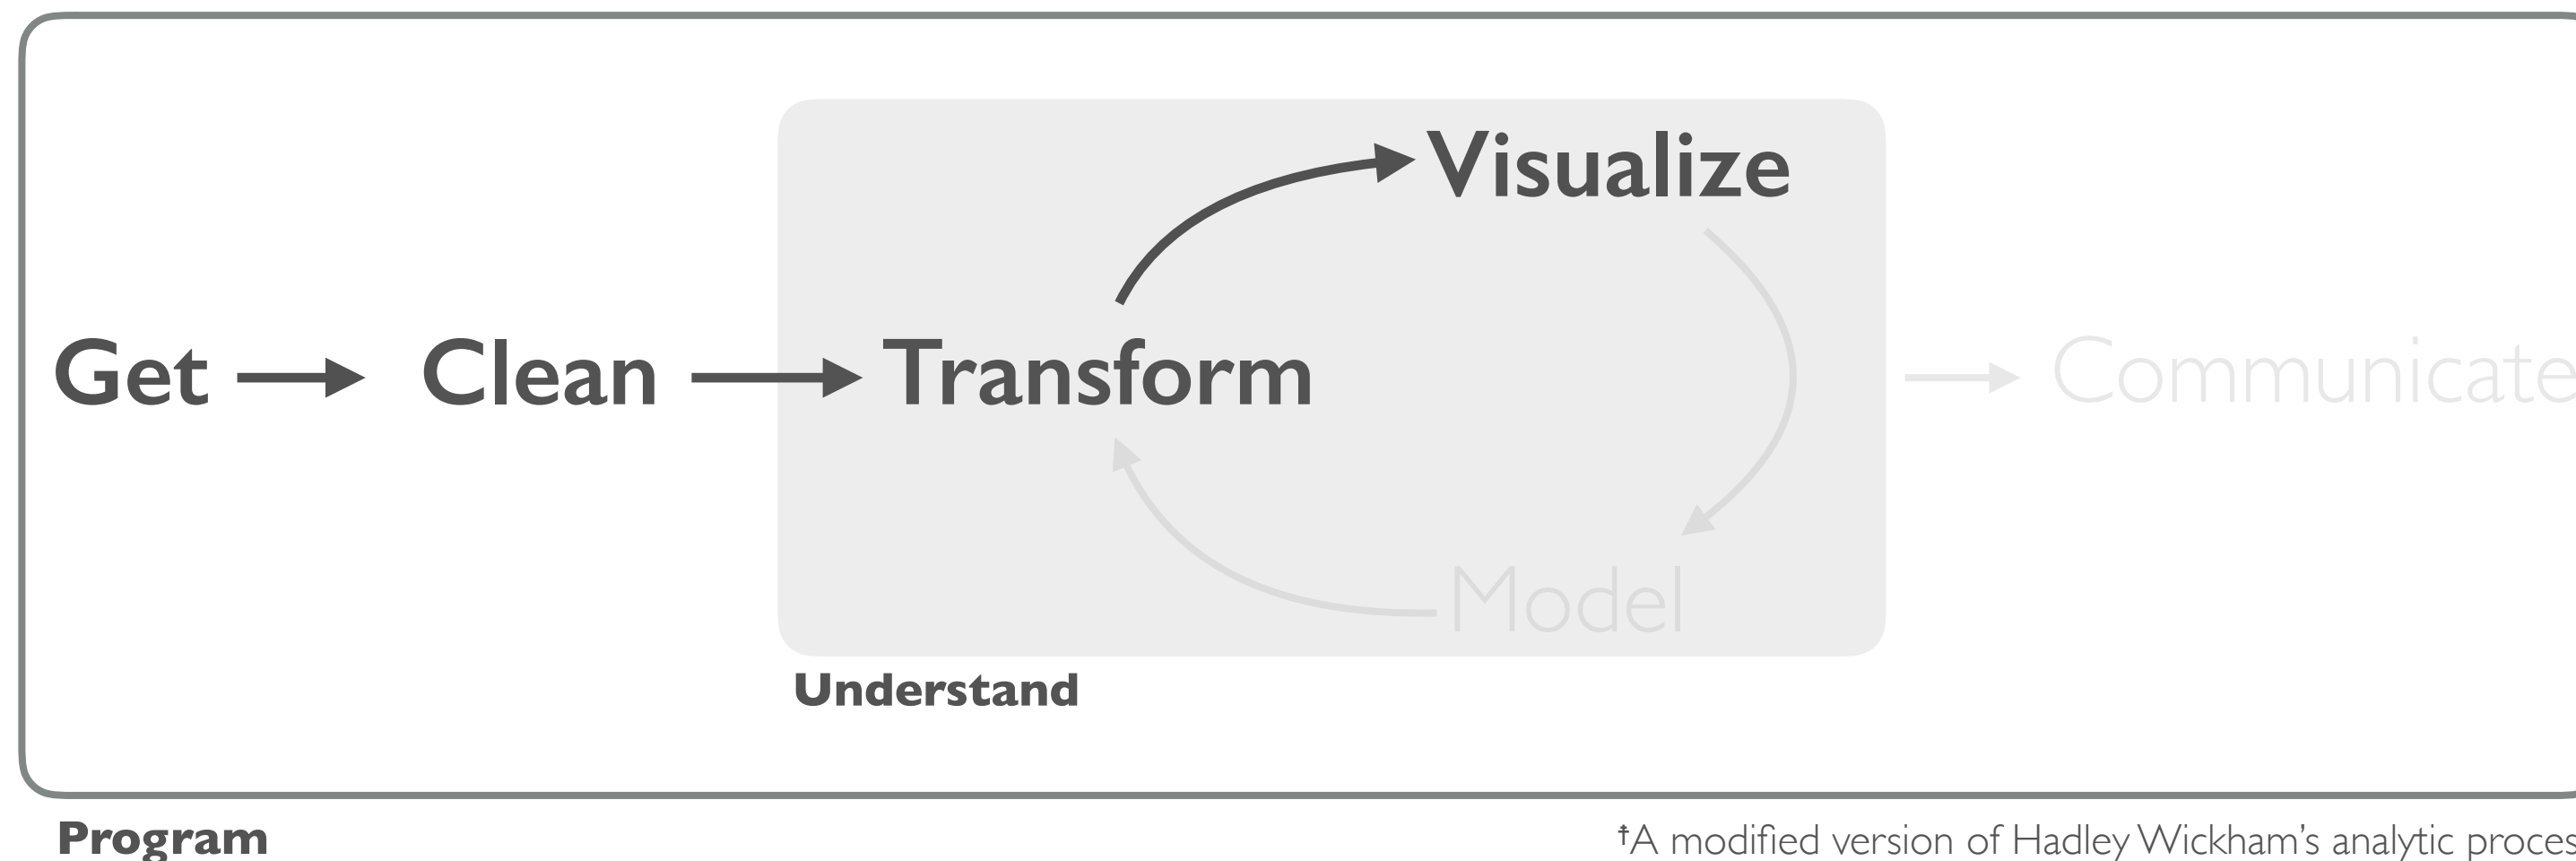 Visualize
Get Clean Transform Communicate
Model
Understand
Program
†A modified version of Hadley Wickham’s analytic proces